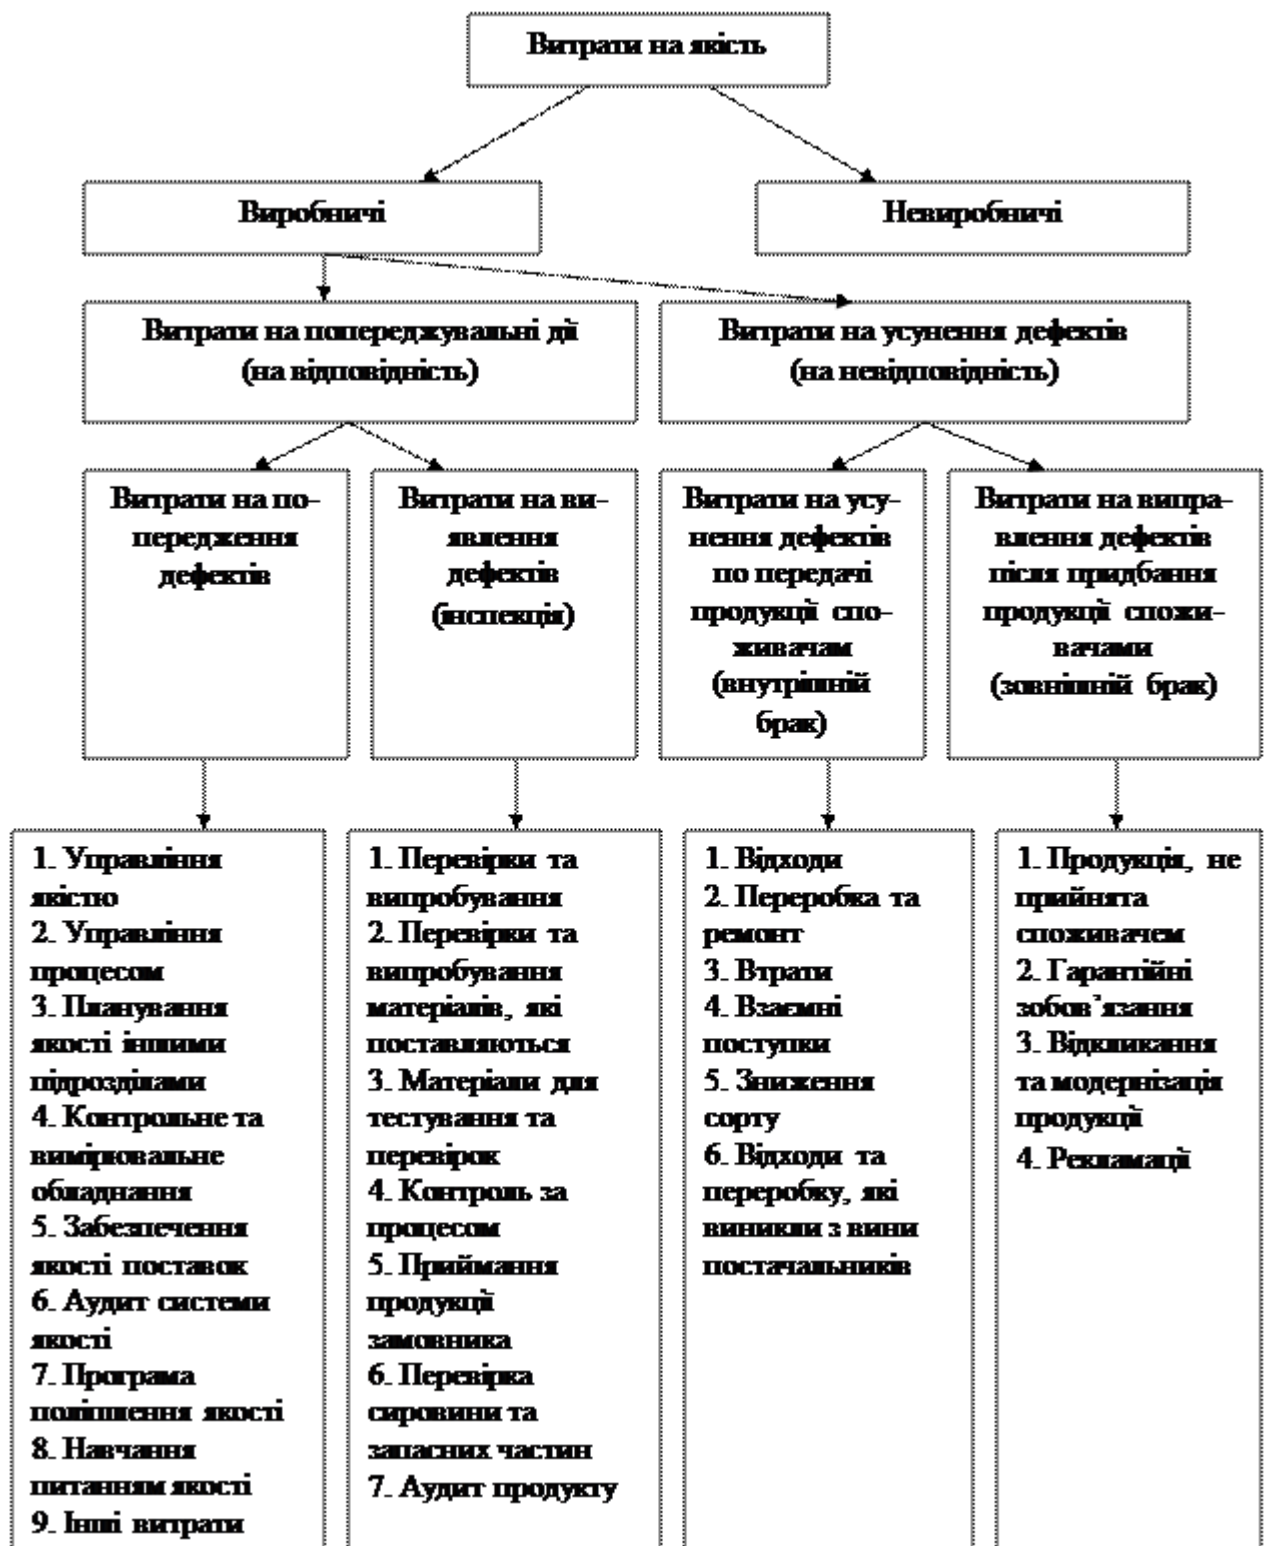 Витрати на якість
Виробничі
Невиробничі
Витрати на попереджувальні дії
(на відповідність)
Витрати на усунення дефектів
(на невідповідність)
Витрати на по-
передження
дефектів
Витрати на ви-
явлення
дефектів
(інспекція)
Витрати на усу-
нення дефектів
по передачі
продукції спо-
живачам
(внутрішній
брак)
Витрати на випра-
влення дефектів
після придбання
продукції спожи-
вачами
(зовнішній брак)
1. Управління
якістю
2. Управління
процесом
3. Планування
якості іншими
підрозділами
4. Контрольне та
вимірювальне
обладнання
5. Забезпечення
якості поставок
6. Аудит системи
якості
7. Програма
поліпшення якості
8. Навчання
питанням якості
9. Інші витрати
1. Перевірки та
випробування
2. Перевірки та
випробування
матеріалів, які
поставляються
3. Матеріали для
тестування та
перевірок
4. Контроль за
процесом
5. Приймання
продукції
замовника
6. Перевірка
сировини та
запасних частин
7. Аудит продукту
1. Відходи
2. Переробка та
ремонт
3. Втрати
4. Взаємні
поступки
5. Зниження
сорту
6. Відходи та
переробку, які
виникли з вини
постачальників
1. Продукція, не
прийнята
споживачем
2. Гарантійні
зобов’язання
3. Відкликання
та модернізація
продукції
4. Рекламації